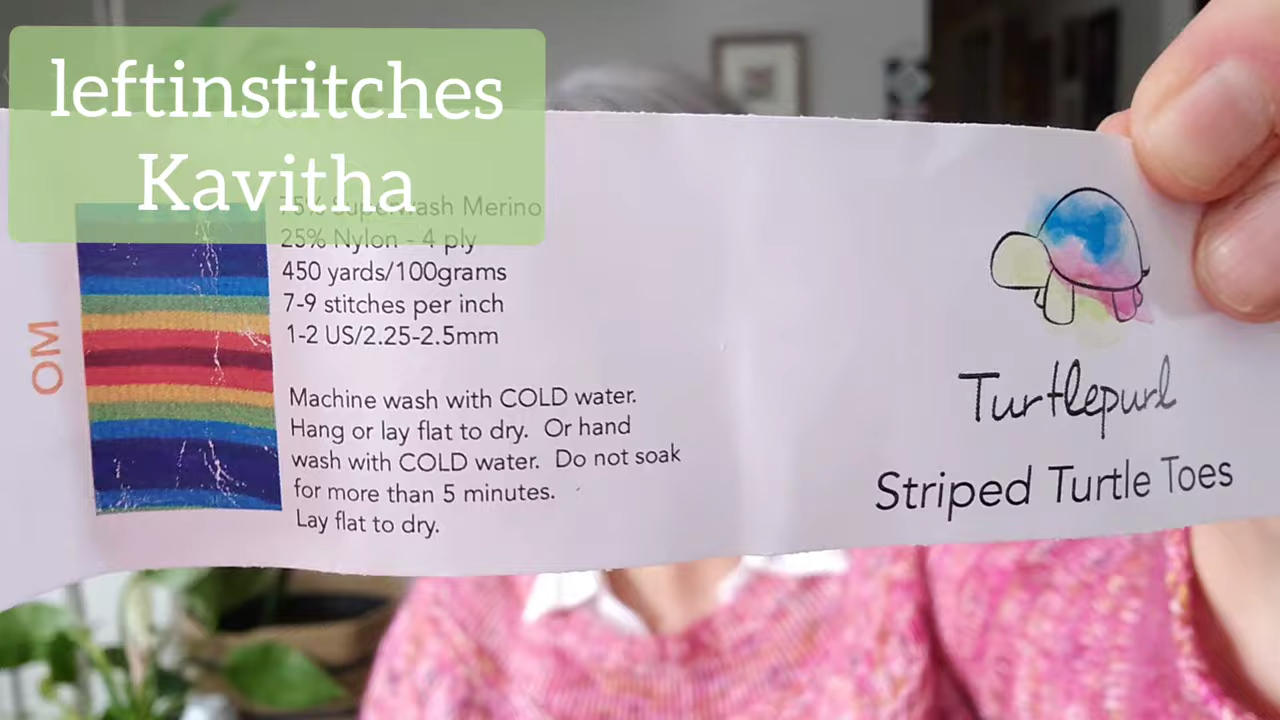 leftinstitches
Kavitha
75% Superwash Merino
25% Nylon - 4 ply
450 yards/100grams
7-9 stitches per inch
1-2 US/2.25-2.5mm
Machine wash with COLD water.
Hang or lay flat to dry. Or hand
wash with COLD water. Do not soak
for more than 5 minutes.
Lay flat to dry.
OM
Turtlepurl
Striped Turtle Toes